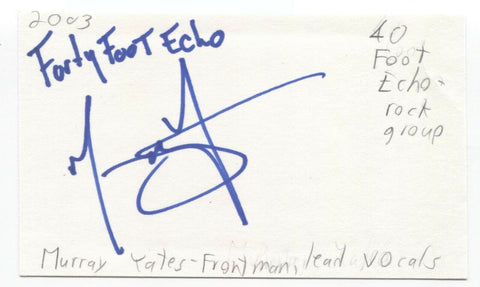 2003
Forty Foot Echo
40
Foot
Echo-
rock
group
Murray Yates-Frontman, lead vocals